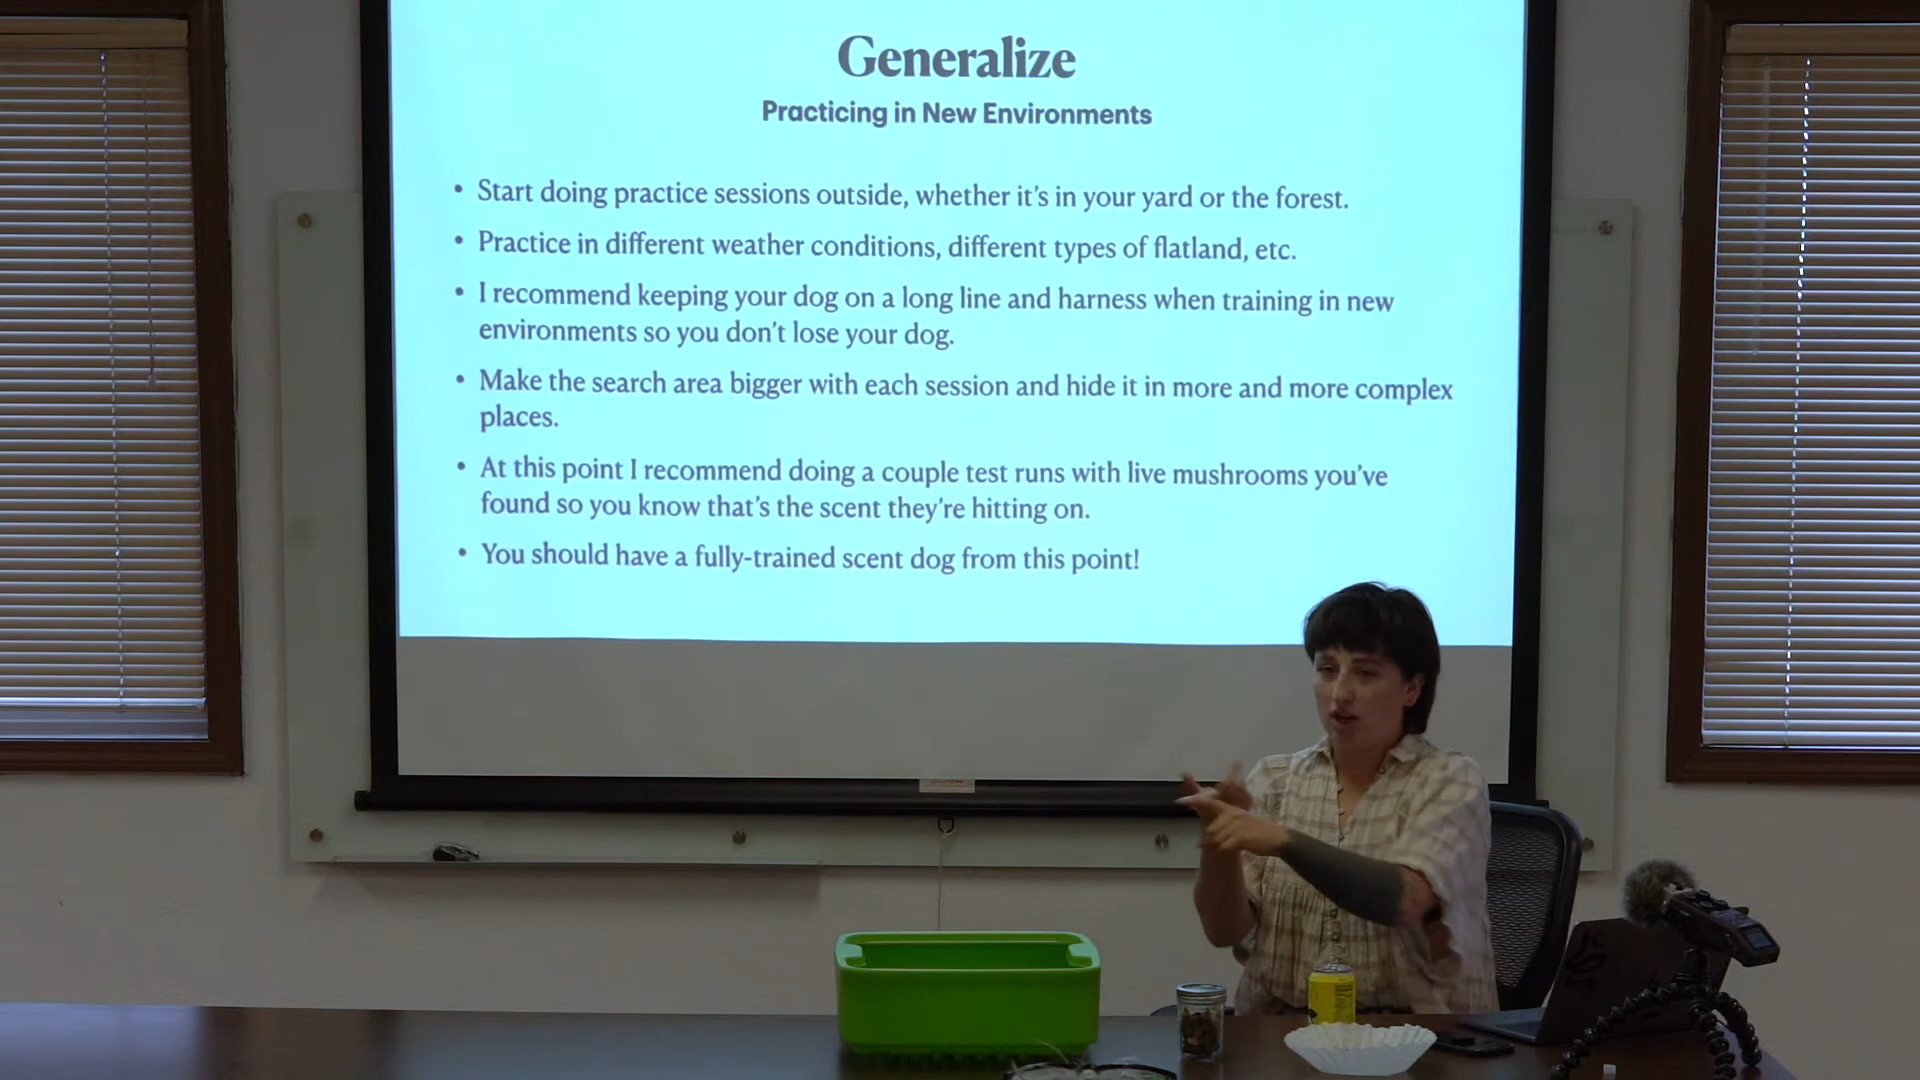 Generalize
Practicing in New Environments
• Start doing practice sessions outside, whether it's in your yard or the forest.
• Practice in different weather conditions, different types of flatland, etc.
• I recommend keeping your dog on a long line and harness when training in new
environments so you don't lose your dog.
• Make the search area bigger with each session and hide it in more and more complex
places.
• At this point I recommend doing a couple test runs with live mushrooms you've
found so you know that's the scent they're hitting on.
• You should have a fully-trained scent dog from this point!